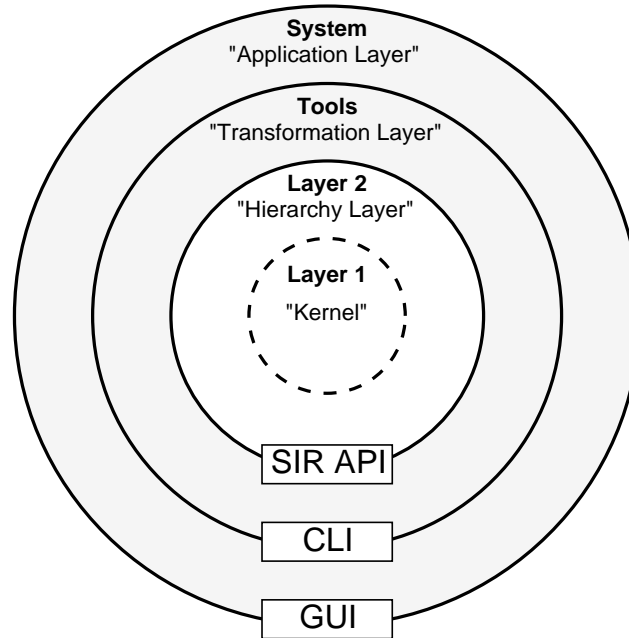 System
"Application Layer"
Tools
"Transformation Layer"
Layer 2
"Hierarchy Layer"
Layer 1
"Kernel"
SIR API
CLI
GUI